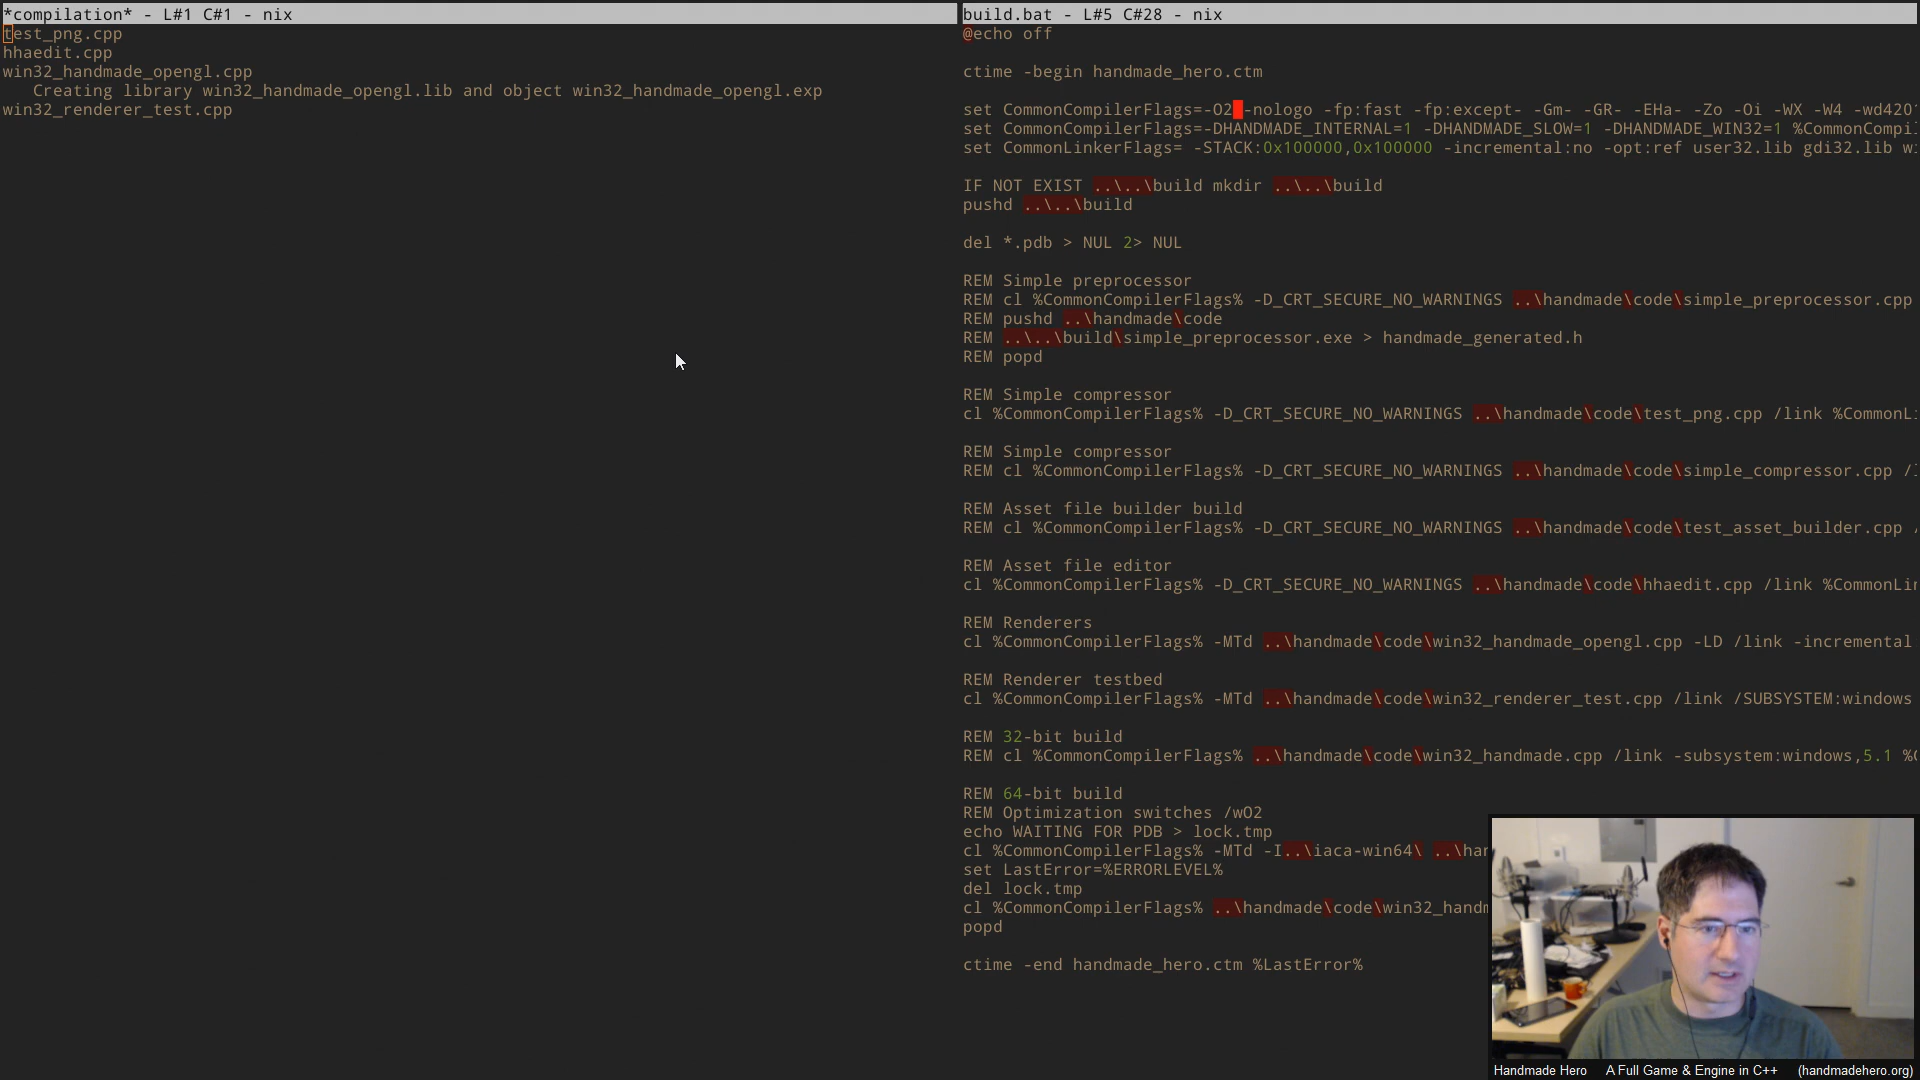 *compilation* - L#1 C#1 - nix
test_png.cpp
hhaedit.cpp
win32_handmade_opengl.cpp
   Creating library win32_handmade_opengl.lib and object win32_handmade_opengl.exp
win32_renderer_test.cpp
build.bat - L#5 C#28 - nix
@echo off
ctime -begin handmade_hero.ctm
set CommonCompilerFlags=-O2 -nologo -fp:fast -fp:except- -Gm- -GR- -EHa- -Zo -Oi -WX -W4 -wd420
set CommonCompilerFlags=-DHANDMADE_INTERNAL=1 -DHANDMADE_SLOW=1 -DHANDMADE_WIN32=1 %CommonCompi
set CommonLinkerFlags= -STACK:0x100000,0x100000 -incremental:no -opt:ref user32.lib gdi32.lib w
IF NOT EXIST ..\..\build mkdir ..\..\build
pushd ..\..\build
del *.pdb > NUL 2> NUL
REM Simple preprocessor
REM cl %CommonCompilerFlags% -D_CRT_SECURE_NO_WARNINGS ..\handmade\code\simple_preprocessor.cpp
REM pushd ..\handmade\code
REM ..\..\build\simple_preprocessor.exe > handmade_generated.h
REM popd
REM Simple compressor
cl %CommonCompilerFlags% -D_CRT_SECURE_NO_WARNINGS ..\handmade\code\test_png.cpp /link %CommonL
REM Simple compressor
REM cl %CommonCompilerFlags% -D_CRT_SECURE_NO_WARNINGS ..\handmade\code\simple_compressor.cpp /
REM Asset file builder build
REM cl %CommonCompilerFlags% -D_CRT_SECURE_NO_WARNINGS ..\handmade\code\test_asset_builder.cpp /
REM Asset file editor
cl %CommonCompilerFlags% -D_CRT_SECURE_NO_WARNINGS ..\handmade\code\hhaedit.cpp /link %CommonLin
REM Renderers
cl %CommonCompilerFlags% -MTd ..\handmade\code\win32_handmade_opengl.cpp -LD /link -incremental
REM Renderer testbed
cl %CommonCompilerFlags% -MTd ..\handmade\code\win32_renderer_test.cpp /link /SUBSYSTEM:windows
REM 32-bit build
REM cl %CommonCompilerFlags% ..\handmade\code\win32_handmade.cpp /link -subsystem:windows,5.1 %
REM 64-bit build
REM Optimization switches /wO2
echo WAITING FOR PDB > lock.tmp
cl %CommonCompilerFlags% -MTd -I..\iaca-win64\ ..\han
set LastError=%ERRORLEVEL%
del lock.tmp
cl %CommonCompilerFlags% ..\handmade\code\win32_handm
popd
ctime -end handmade_hero.ctm %LastError%
Handmade Hero A Full Game & Engine in C++ (handmadehero.org)